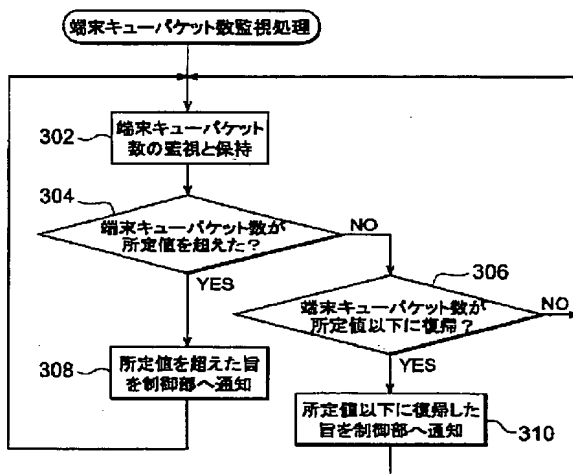 端末キューパケット数監視処理
302
端末キューパケット
数の監視と保持
304
端末キューパケット数が
所定値を超えた？
NO
YES
306
端末キューパケット数が
所定値以下に復帰？
NO
YES
308
所定値を超えた旨
を制御部へ通知
所定値以下に復帰した
旨を制御部へ通知
310